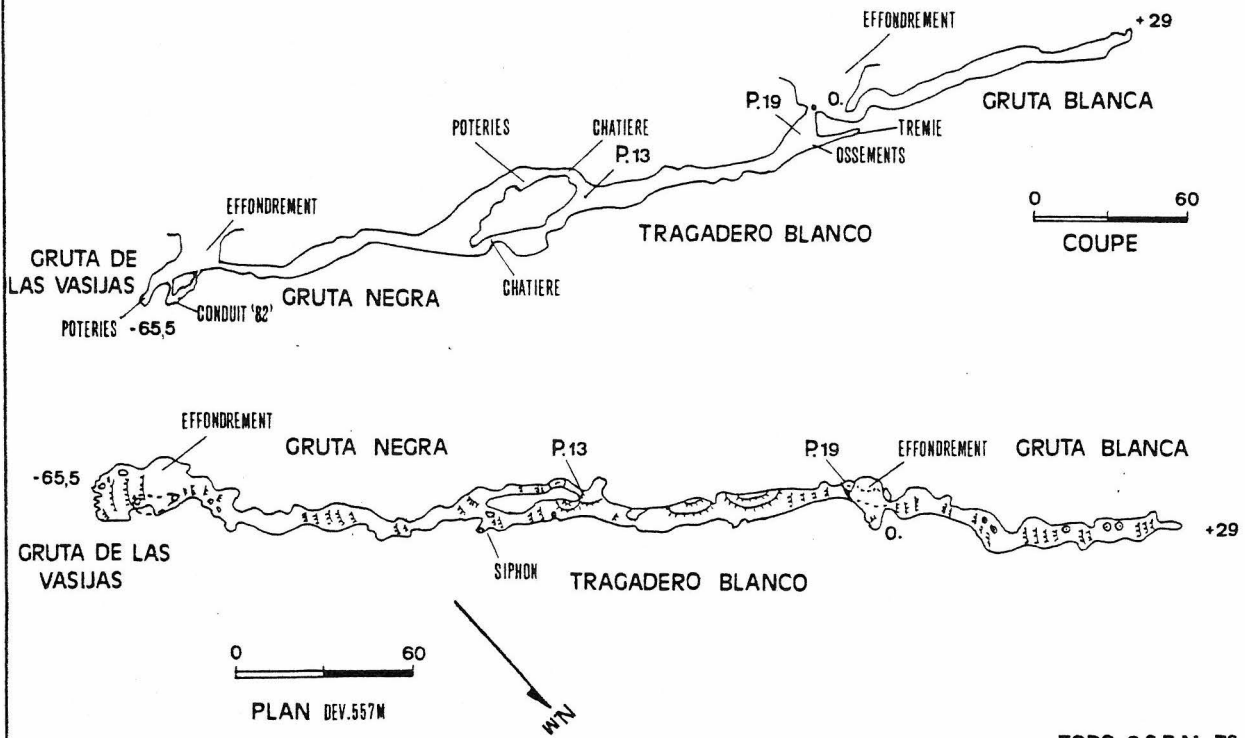 EFFONDREMENT
+29
P.19
O.
GRUTA BLANCA
POTERIES
CHATIERE
TREMIE
P.13
OSSEMENTS
EFFONDREMENT
0 60
TRAGADERO BLANCO
COUPE
GRUTA DE
LAS VASIJAS
CHATIERE
GRUTA NEGRA
CONDUIT '82'
POTERIES -65,5
EFFONDREMENT
GRUTA NEGRA
P.13
P.19
EFFONDREMENT
GRUTA BLANCA
-65,5
O.
+29
GRUTA DE LAS
VASIJAS
SIPHON
TRAGADERO BLANCO
0 60
PLAN DEV.557M
NM